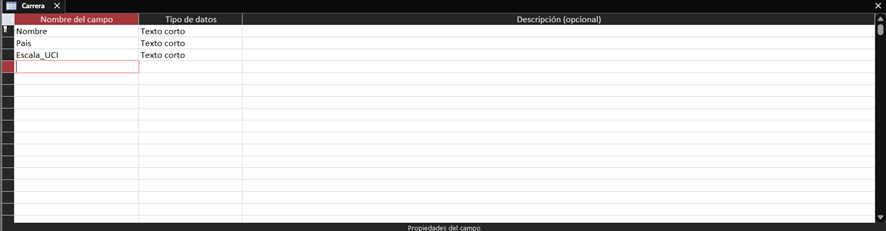 Carrera
Nombre del campo Tipo de datos Descripción (opcional)
Nombre Texto corto
Pais Texto corto
Escala_UCI Texto corto
Propiedades del campo